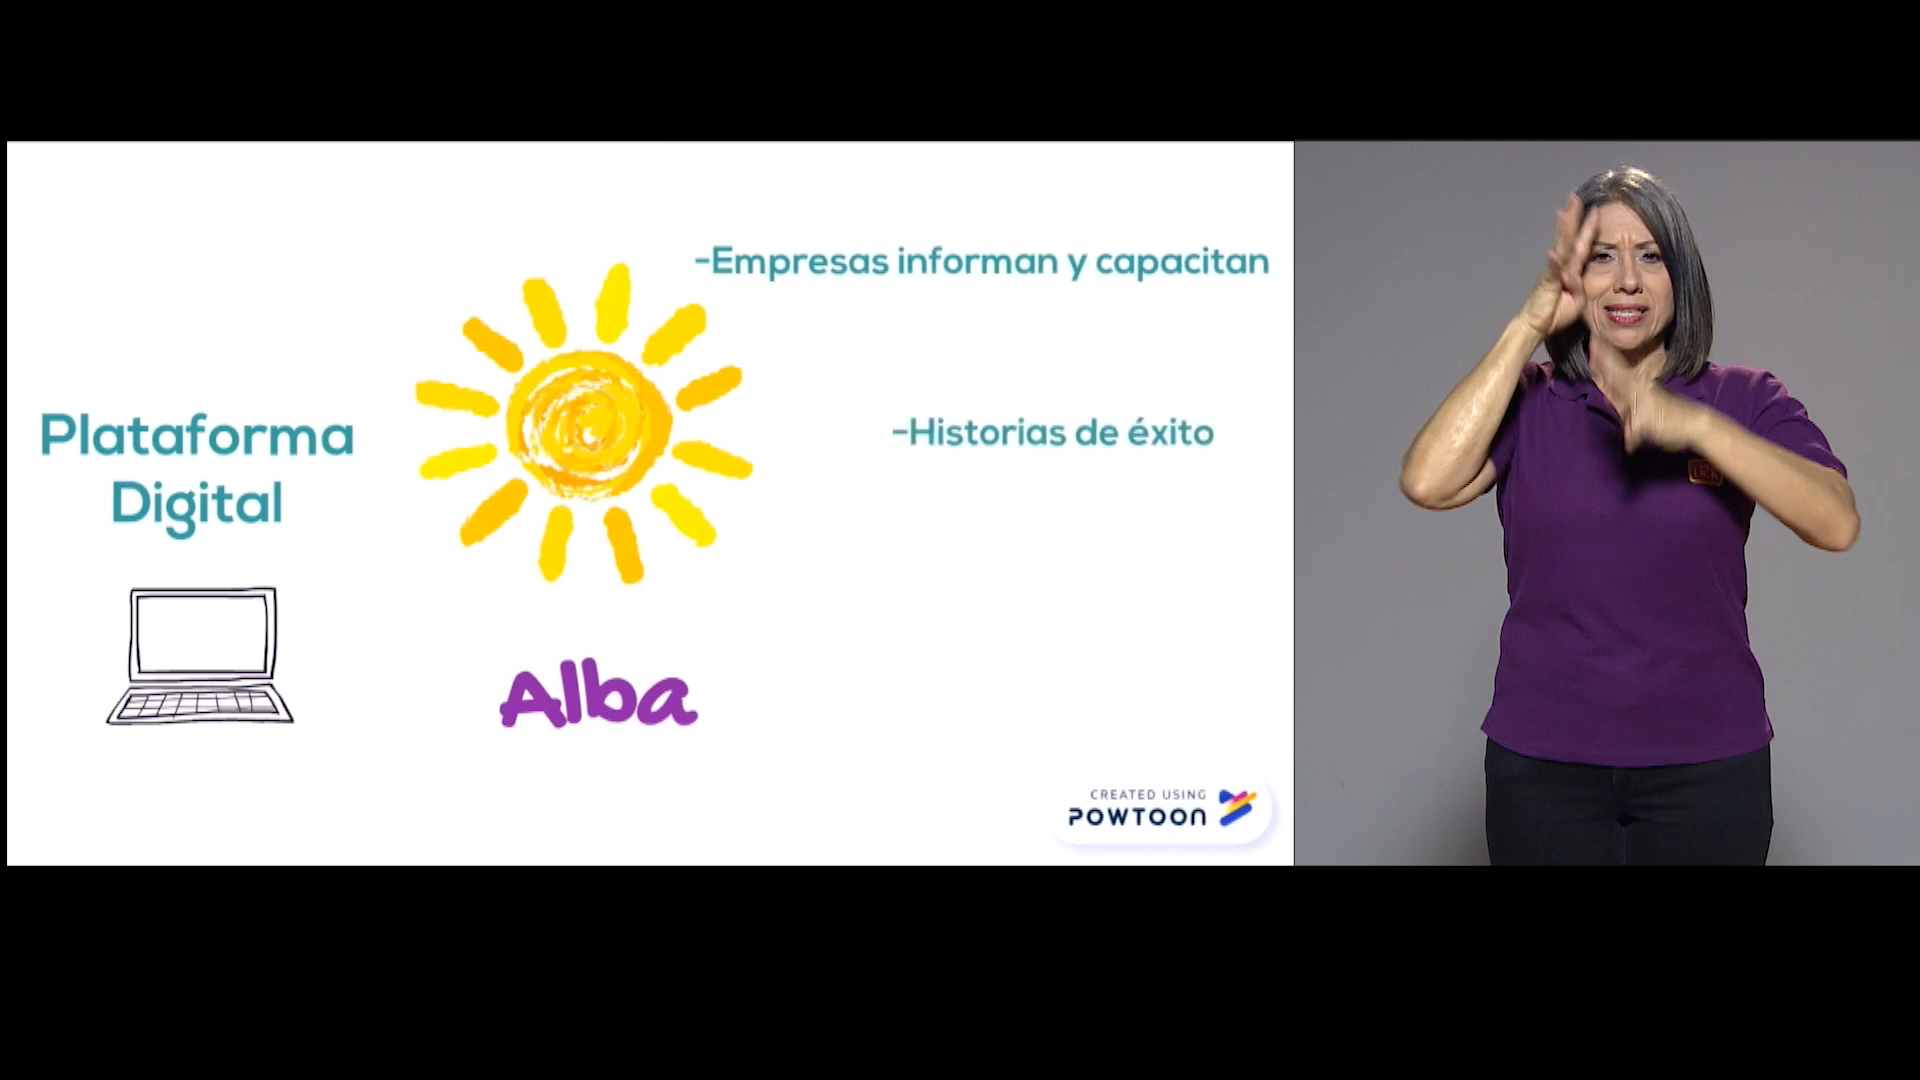 -Empresas informan y capacitan
-Historias de éxito
Plataforma
Digital
Alba
CREATED USING
POWTOON